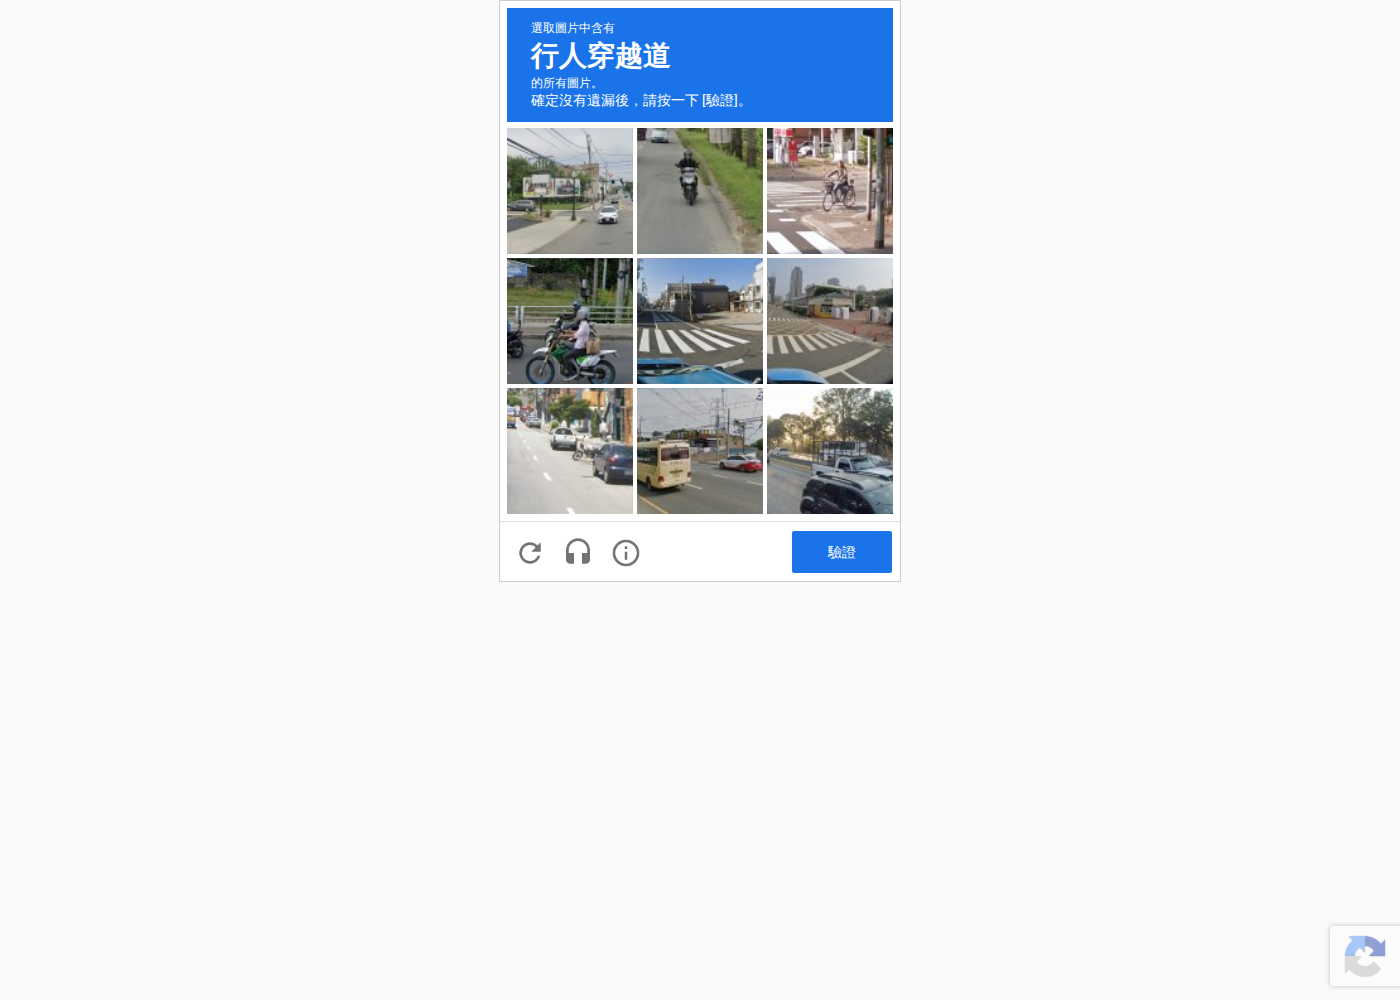 選取圖片中含有
行人穿越道
的所有圖片。
確定沒有遺漏後，請按一下 [驗證]。
驗證